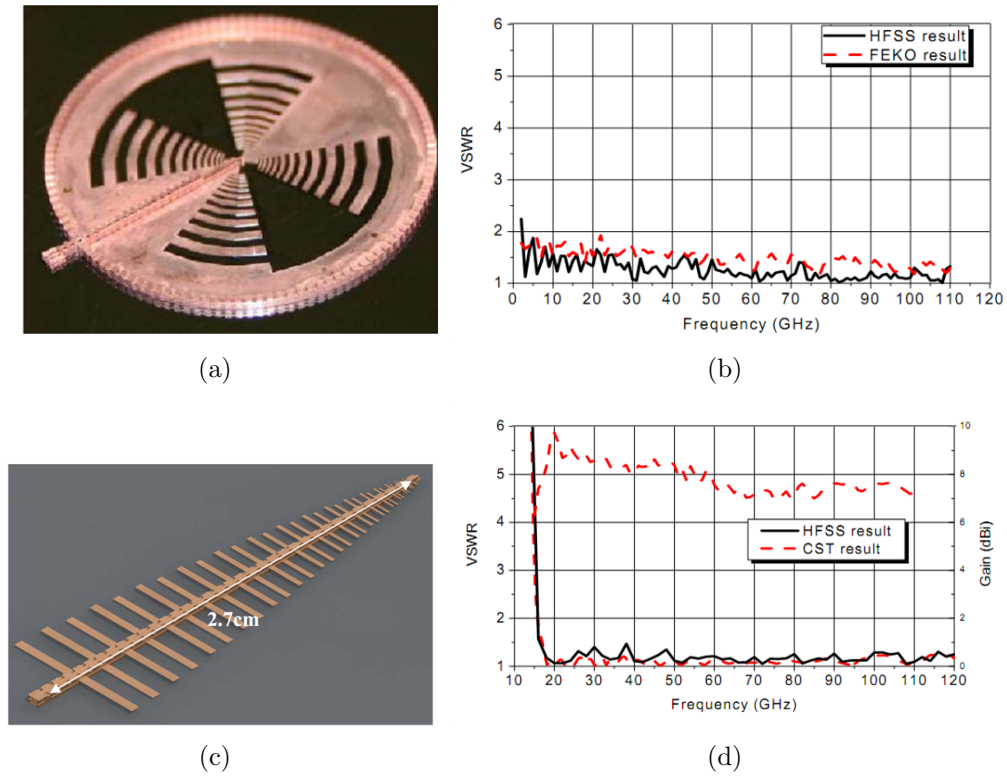 6
5
4
3
2
1
VSWR
HFSS result
FEKO result
0 10 20 30 40 50 60 70 80 90 100 110 120
Frequency (GHz)
(a)
(b)
2.7cm
6
5
4
3
2
1
VSWR
10
8
6
4
2
0
Gain (dBi)
HFSS result
CST result
10 20 30 40 50 60 70 80 90 100 110 120
Frequency (GHz)
(c)
(d)